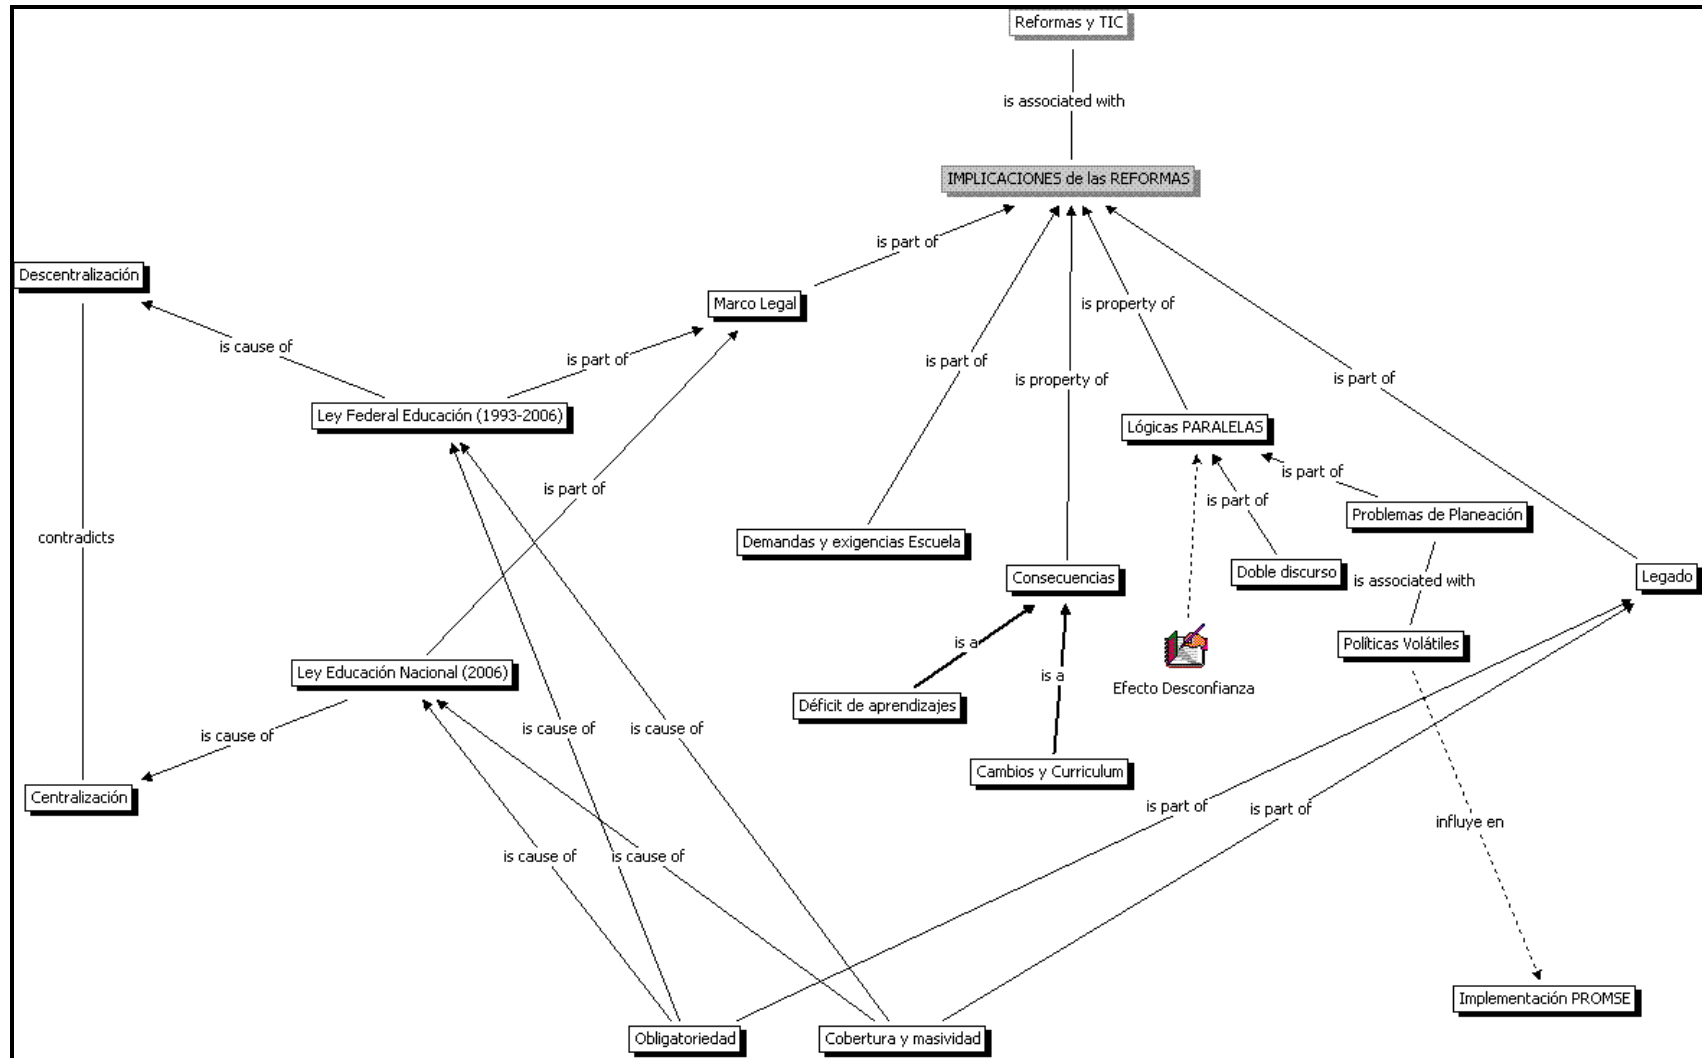 Reformas y TIC
is associated with
IMPLICACIONES de las REFORMAS
is part of
Descentralización
Marco Legal
is property of
is cause of
is part of
is part of
is property of
is part of
Ley Federal Educación (1993-2006)
Lógicas PARALELAS
is part of
is part of
is part of
Problemas de Planeación
contradicts
Demandas y exigencias Escuela
Consecuencias
Doble discurso
is associated with
Legado
is a
Políticas Volátiles
Ley Educación Nacional (2006)
is a
Efecto Desconfianza
Déficit de aprendizajes
is cause of
is cause of
is cause of
Cambios y Curriculum
Centralización
is part of
is part of
influye en
is cause of
is cause of
Implementación PROMSE
Obligatoriedad
Cobertura y masividad